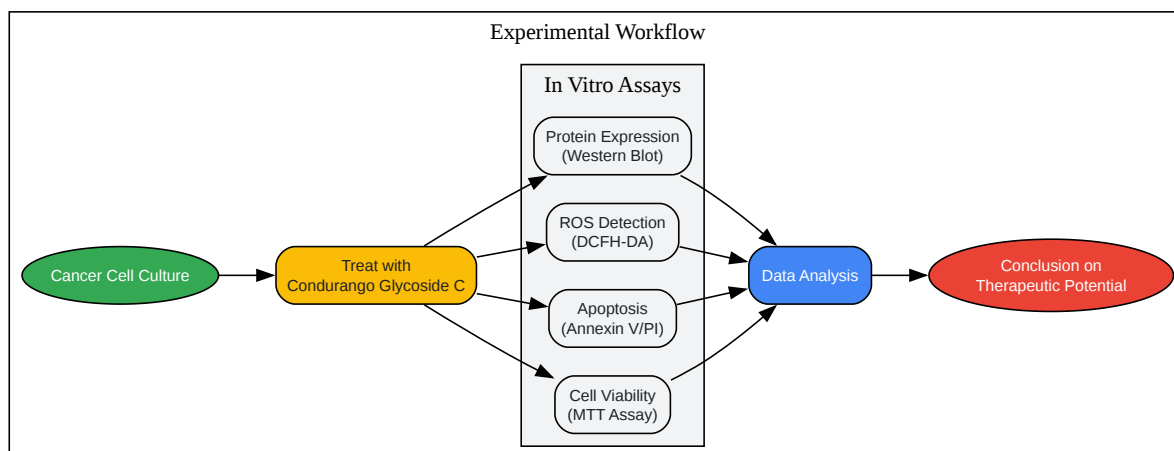 Experimental Workflow
In Vitro Assays
Protein Expression
(Western Blot)
ROS Detection
(DCFH-DA)
Cancer Cell Culture
Treat with
Condurango Glycoside C
Data Analysis
Conclusion on
Therapeutic Potential
Apoptosis
(Annexin V/PI)
Cell Viability
(MTT Assay)